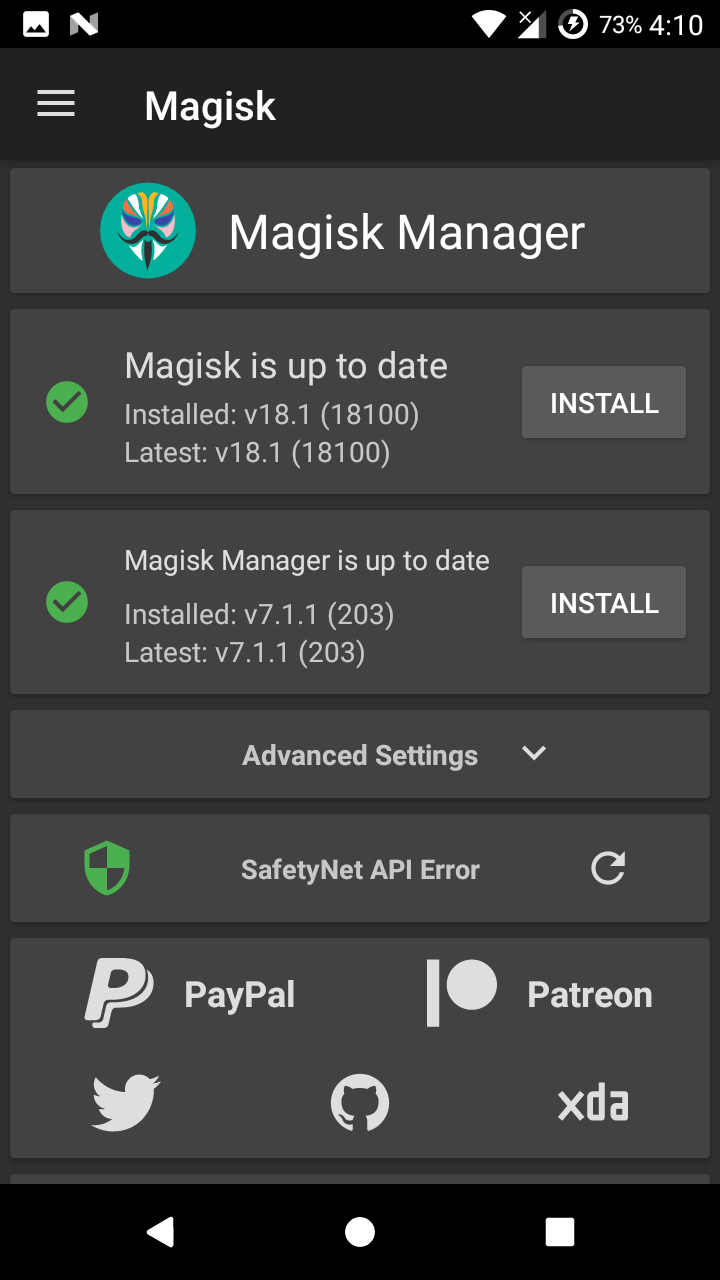 73% 4:10
Magisk
Magisk Manager
Magisk is up to date
Installed: v18.1 (18100)
Latest: v18.1 (18100)
INSTALL
Magisk Manager is up to date
Installed: v7.1.1 (203)
Latest: v7.1.1 (203)
INSTALL
Advanced Settings
SafetyNet API Error
PayPal
Patreon
xda